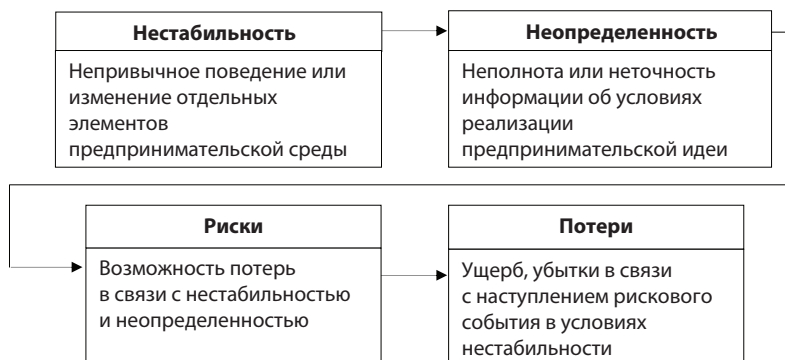 Нестабильность
Непривычное поведение или
изменение отдельных
элементов
предпринимательской среды
Неопределенность
Неполнота или неточность
информации об условиях
реализации
предпринимательской идеи
Риски
Возможность потерь
в связи с нестабильностью
и неопределенностью
Потери
Ущерб, убытки в связи
с наступлением рискового
события в условиях
нестабильности